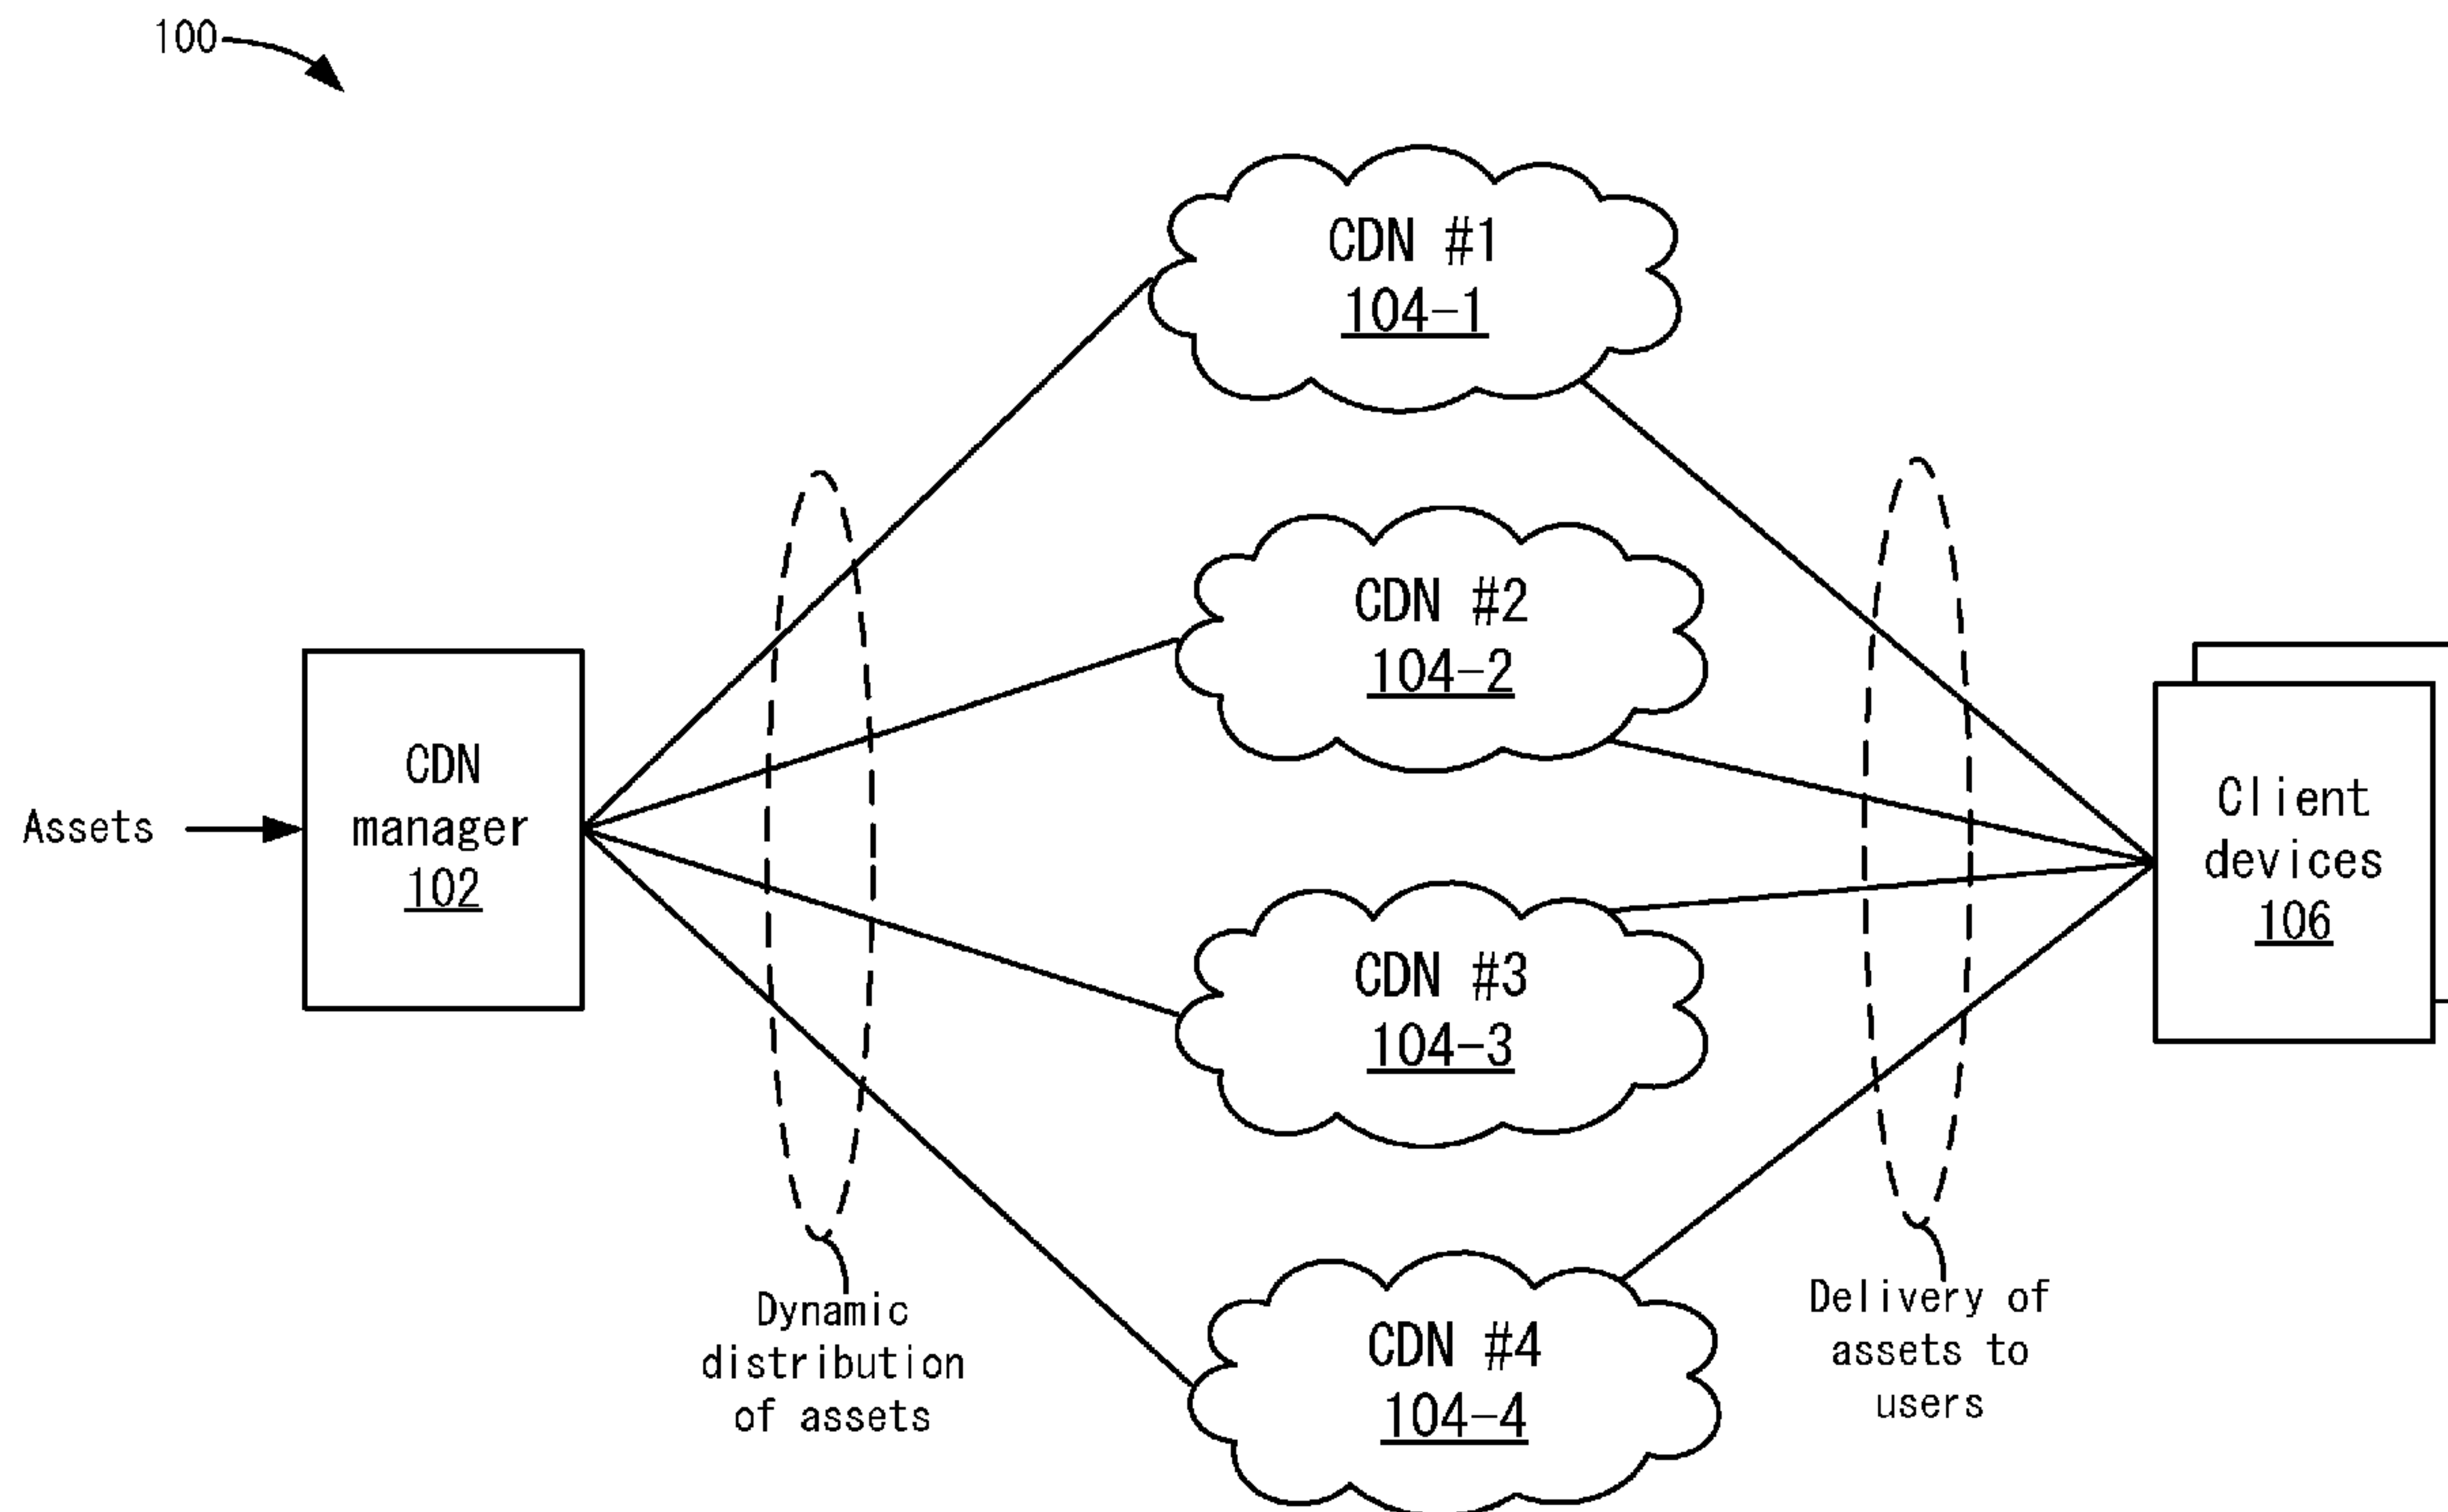 100
CDN #1
104-1
CDN #2
104-2
CDN
manager
102
Assets
Client
devices
106
CDN #3
104-3
Dynamic
distribution
of assets
CDN #4
104-4
Delivery of
assets to
users